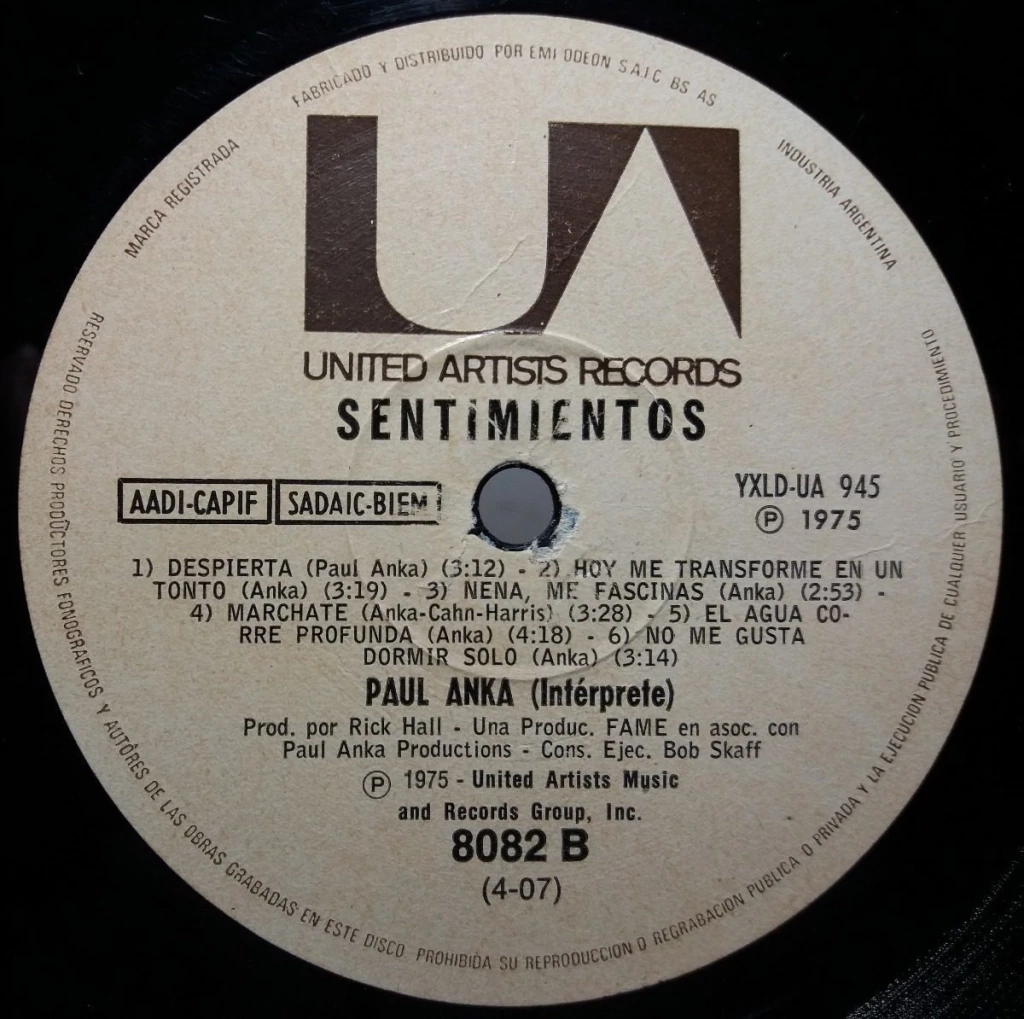 FABRICADO Y DISTRIBUIDO POR EMI ODEON S.A.I.C. BS AS
MARCA REGISTRADA
INDUSTRIA ARGENTINA
UA
UNITED ARTISTS RECORDS
SENTIMIENTOS
AADI-CAPIF SADAIC-BIEM
YXLD-UA 945
Ⓟ 1975
1) DESPIERTA (Paul Anka) (3:12) - 2) HOY ME TRANSFORME EN UN
TONTO (Anka) (3:19) - 3) NENA, ME FASCINAS (Anka) (2:53) -
4) MARCHATE (Anka-Cahn-Harris) (3:28) - 5) EL AGUA CO-
RRE PROFUNDA (Anka) (4:18) - 6) NO ME GUSTA
DORMIR SOLO (Anka) (3:14)
PAUL ANKA (Intérprete)
Prod. por Rick Hall - Una Produc. FAME en asoc. con
Paul Anka Productions - Cons. Ejec. Bob Skaff
Ⓟ 1975 - United Artists Music
and Records Group, Inc.
8082 B
(4-07)
RESERVADO DERECHOS PRODUCTORES FONOGRAFICOS Y AUTORES DE LAS OBRAS GRABADAS EN ESTE DISCO. PROHIBIDA SU REPRODUCCION O REGRABACION PUBLICA O PRIVADA Y LA EJECUCION PUBLICA DE CUALQUIER USUARIO Y PROCEDIMIENTO